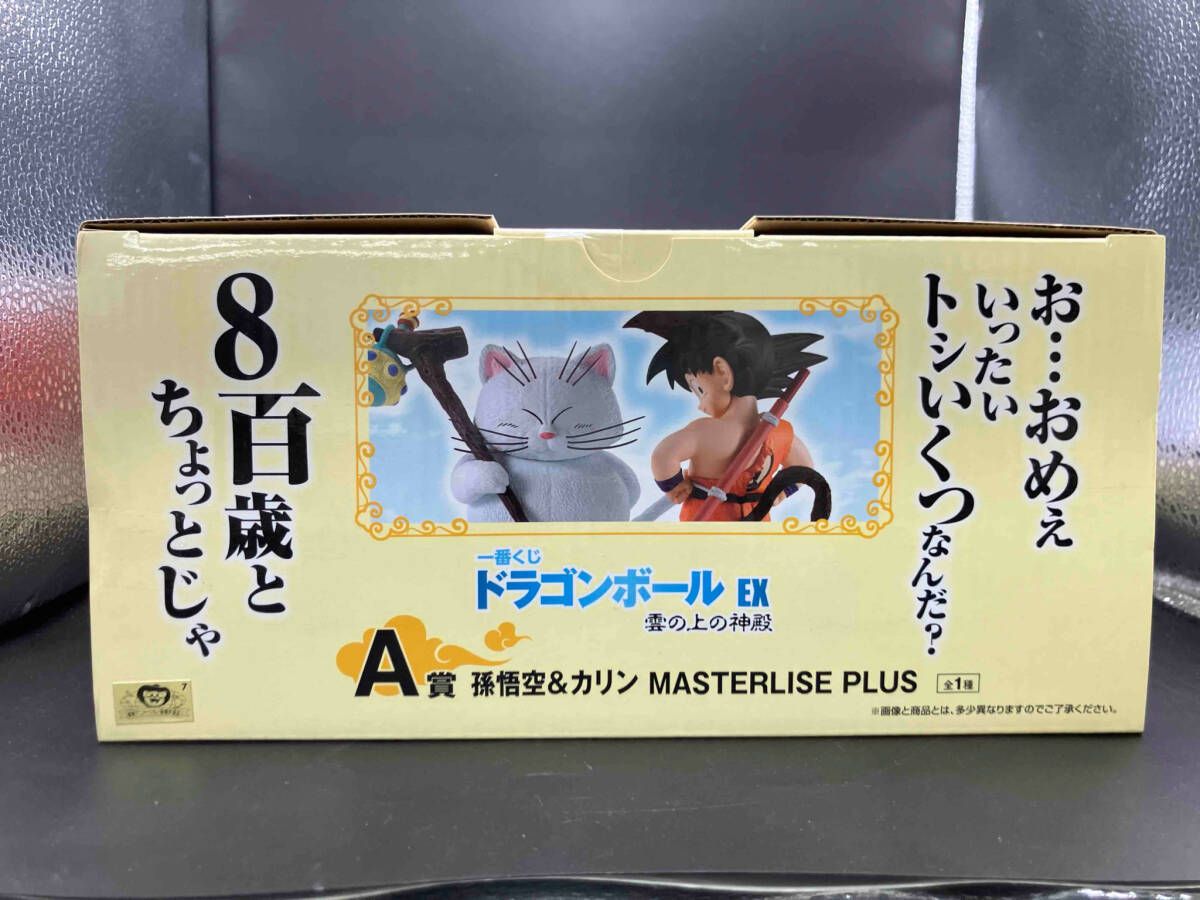 お…おめえ
いったい
トシいくつなんだ?
8百歳と
ちょっとじゃ
一番くじ
ドラゴンボール EX
雲の上の神殿
A賞 孫悟空&カリン MASTERLISE PLUS 全1種
※画像と商品とは、多少異なりますのでご了承ください。
7